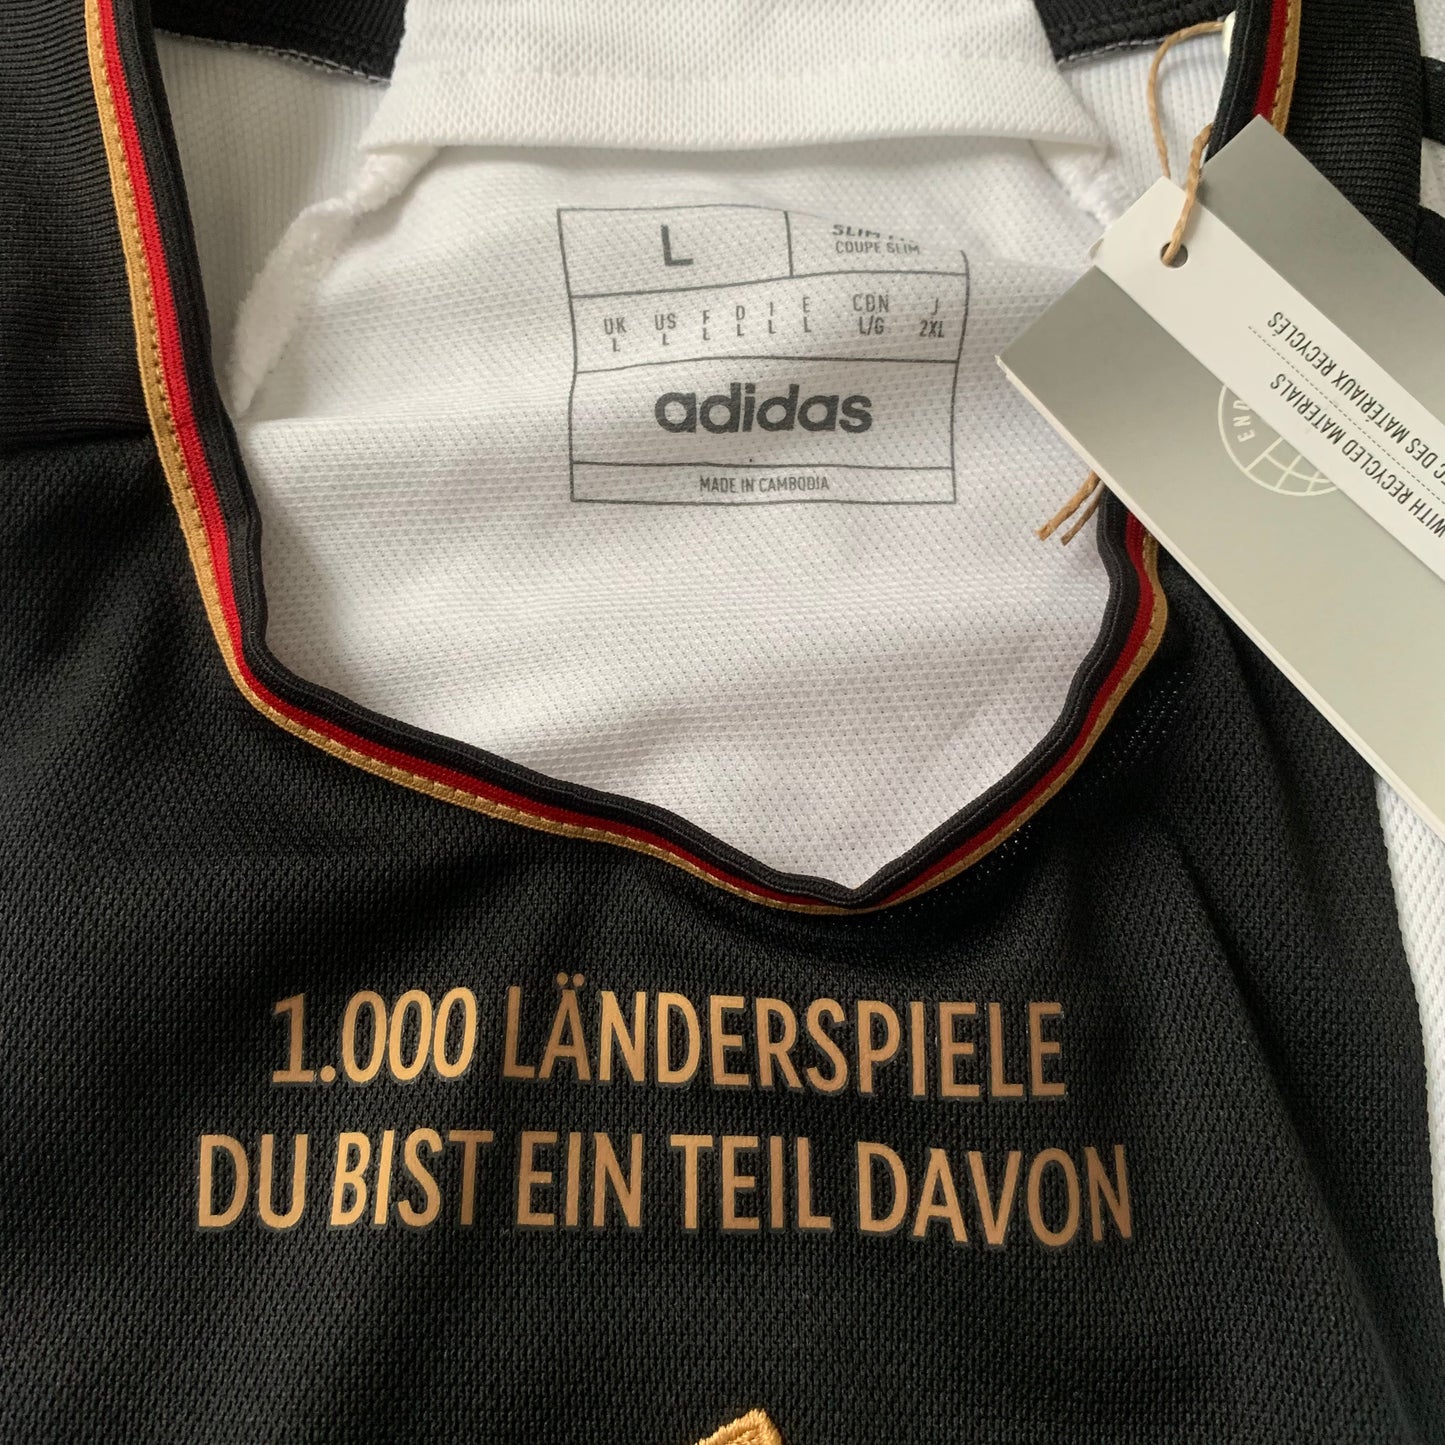 L
SLIM
COUPE SLIM
UK US F D I E CDN J
L L L L L L L/G 2XL
adidas
MADE IN CAMBODIA
WITH RECYCLED MATERIALS
DES MATÉRIAUX RECYCLÉS
1.000 LÄNDERSPIELE
DU BIST EIN TEIL DAVON